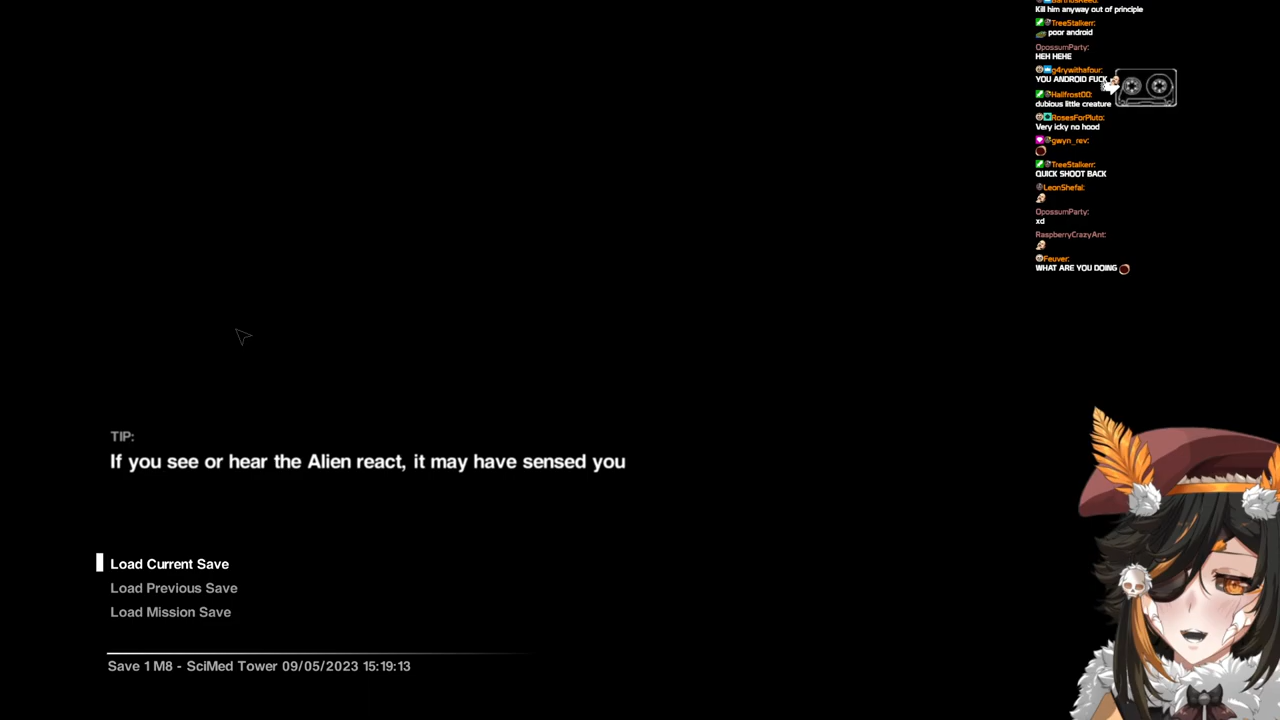 Kill him anyway out of principle
TreeStalkerr:
poor android
OpossumParty:
HEH HEHE
g4rywithafour:
YOU ANDROID FUCK
Hallfrost00:
dubious little creature
RosesForPluto:
Very icky no hood
gwyn_rev:
TreeStalkerr:
QUICK SHOOT BACK
LeonShefal:
OpossumParty:
xd
RaspberryCrazyAnt:
Feuver:
WHAT ARE YOU DOING
TIP:
If you see or hear the Alien react, it may have sensed you
Load Current Save
Load Previous Save
Load Mission Save
Save 1 M8 - SciMed Tower 09/05/2023 15:19:13